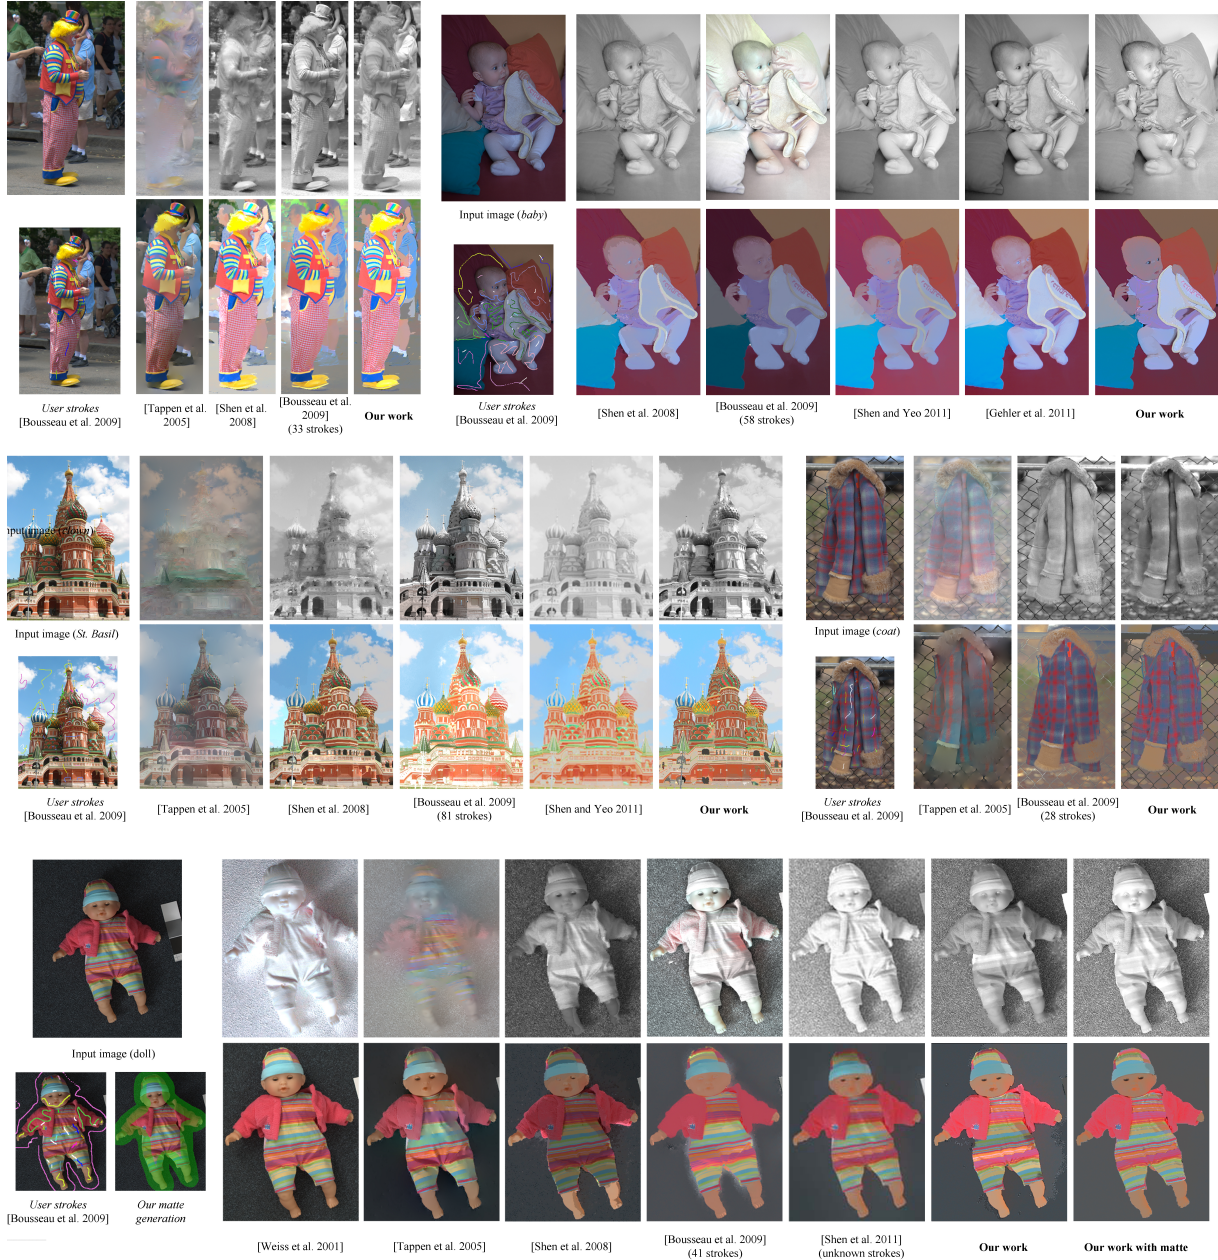 Input image (baby)
User strokes
[Bousseau et al. 2009]
[Tappen et al.
2005]
[Shen et al.
2008]
[Bousseau et al.
2009]
(33 strokes)
Our work
User strokes
[Bousseau et al. 2009]
[Shen et al. 2008]
[Bousseau et al. 2009]
(58 strokes)
[Shen and Yeo 2011]
[Gehler et al. 2011]
Our work
nput image (clown)
Input image (St. Basil)
Input image (coat)
User strokes
[Bousseau et al. 2009]
[Tappen et al. 2005]
[Shen et al. 2008]
[Bousseau et al. 2009]
(81 strokes)
[Shen and Yeo 2011]
Our work
User strokes
[Bousseau et al. 2009]
[Tappen et al. 2005]
[Bousseau et al. 2009]
(28 strokes)
Our work
Input image (doll)
User strokes
[Bousseau et al. 2009]
Our matte
generation
[Weiss et al. 2001]
[Tappen et al. 2005]
[Shen et al. 2008]
[Bousseau et al. 2009]
(41 strokes)
[Shen et al. 2011]
(unknown strokes)
Our work
Our work with matte